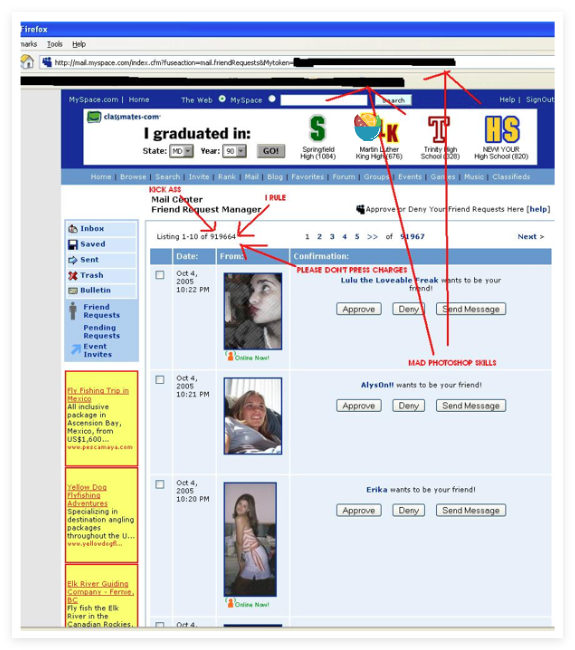 Firefox
marks Tools Help
http://mail.myspace.com/index.cfm?fuseaction=mail.friendRequests&Mytoken=
MySpace.com | Home The Web MySpace Search Help | SignOut
classmates.com
I graduated in:
State: MD Year: 90 GO!
Springfield High (1084)
Martin Luther King High (676)
Trinity High School (328)
NEW! YOUR High School (820)
Home | Browse | Search | Invite | Rank | Mail | Blog | Favorites | Forum | Groups | Events | Games | Music | Classifieds
KICK ASS
I RULE
Mail Center
Friend Request Manager
Approve or Deny Your Friend Requests Here [help]
Inbox
Saved
Sent
Trash
Bulletin
Friend Requests
Pending Requests
Event Invites
Listing 1-10 of 919664
1 2 3 4 5 >> of 91967 Next >
Date: From: Confirmation:
PLEASE DON'T PRESS CHARGES
Oct 4, 2005 10:22 PM
Online Now!
Lulu the Loveable Freak wants to be your friend!
Approve Deny Send Message
MAD PHOTOSHOP SKILLS
Oct 4, 2005 10:21 PM
AlysOn!! wants to be your friend!
Approve Deny Send Message
Oct 4, 2005 10:20 PM
Online Now!
Erika wants to be your friend!
Approve Deny Send Message
Oct 4,
Fly Fishing Trip in Mexico
All inclusive package in Ascension Bay, Mexico, from US$1,600...
www.pezcamaya.com
Yellow Dog Flyfishing Adventures
Specializing in destination angling packages throughout the U...
www.yellowdogfl...
Elk River Guiding Company - Fernie, BC
Fly fish the Elk River in the Canadian Rockies.